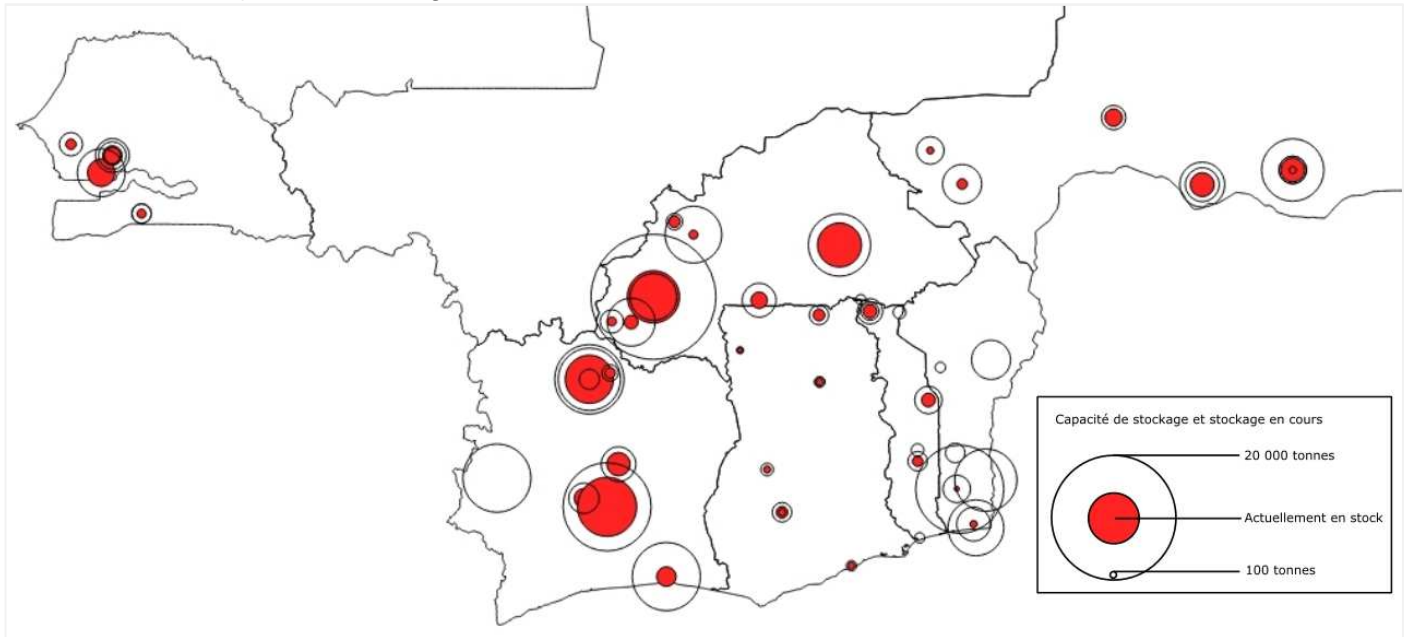 Capacité de stockage et stockage en cours
20 000 tonnes
Actuellement en stock
100 tonnes